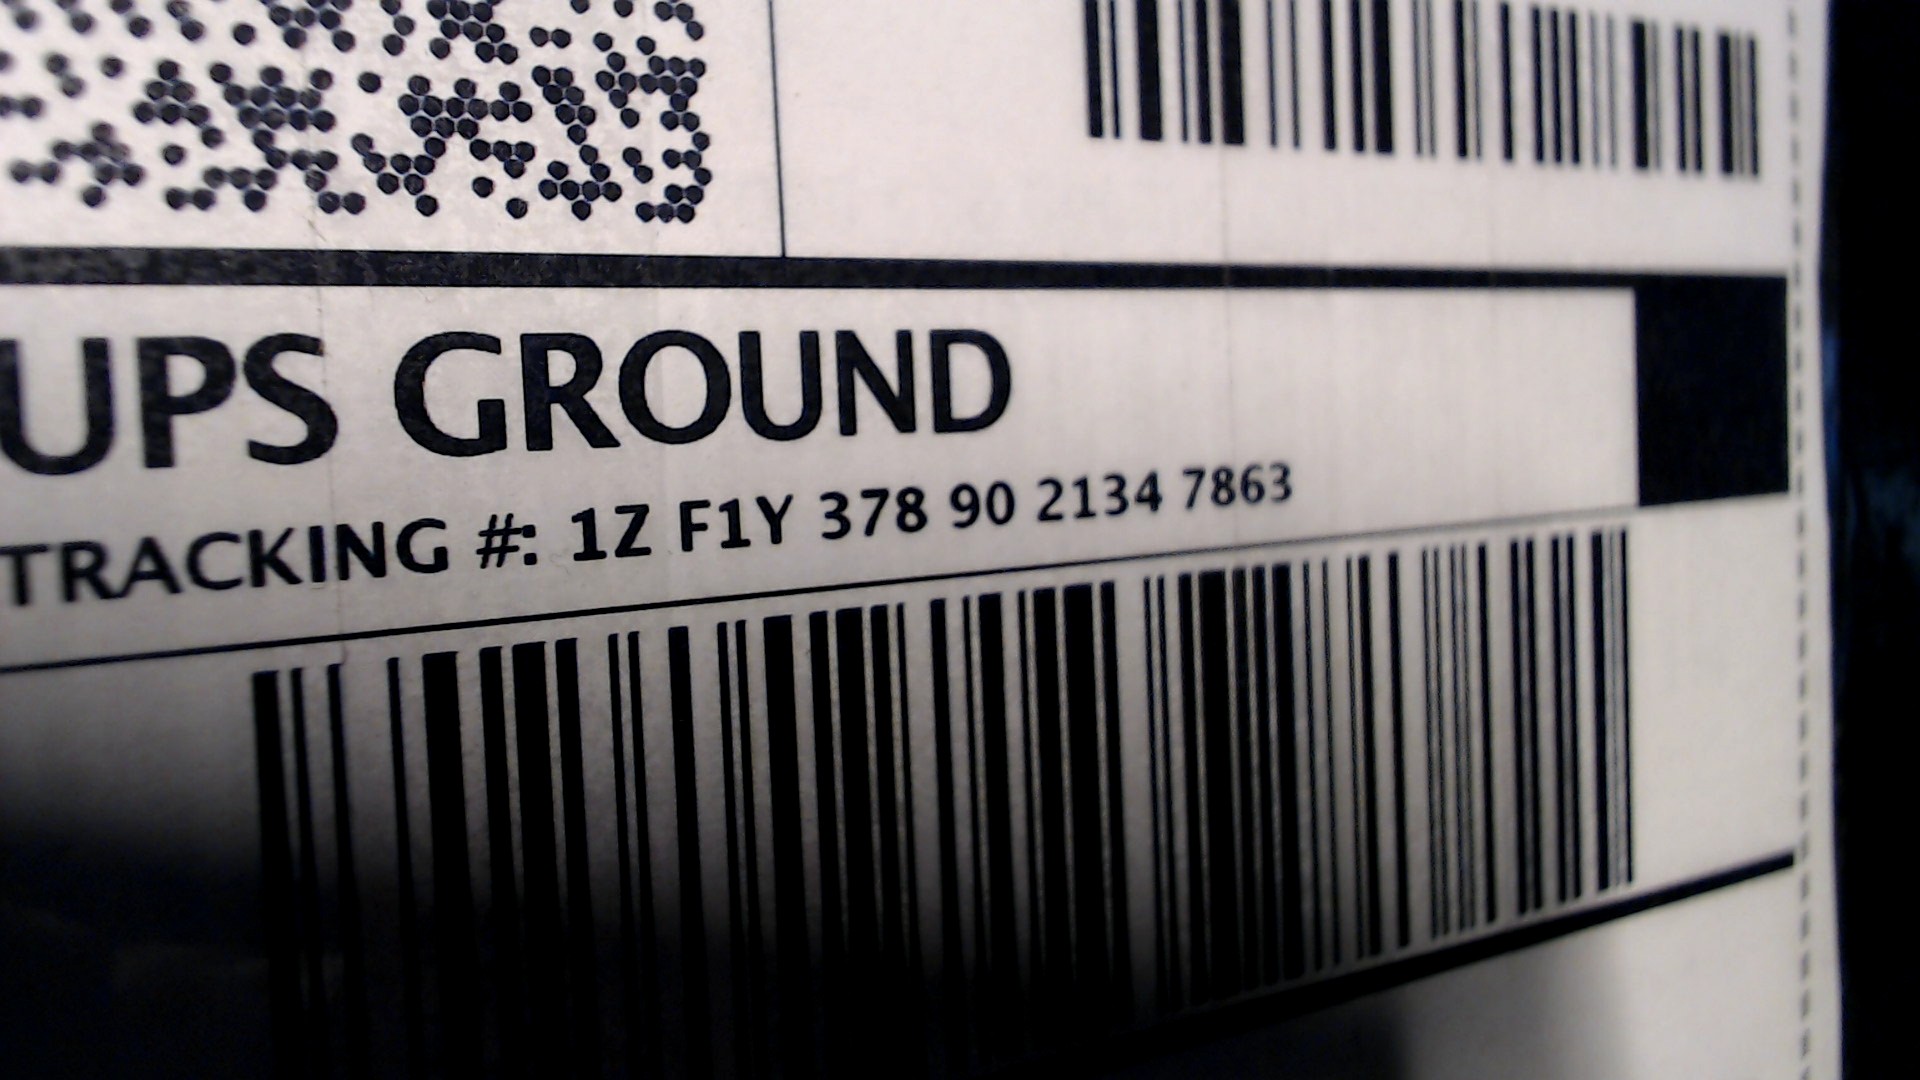 UPS GROUND
TRACKING #: 1Z F1Y 378 90 2134 7863